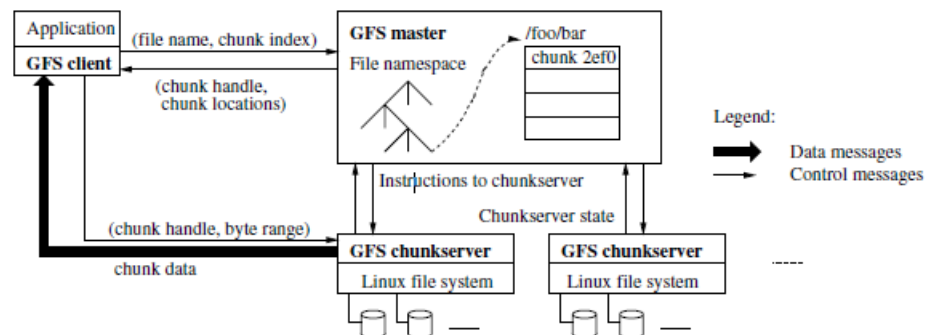 Application
GFS client
(file name, chunk index)
(chunk handle,
chunk locations)
GFS master
File namespace
/foo/bar
chunk 2ef0
Legend:
Data messages
Control messages
Instructions to chunkserver
Chunkserver state
(chunk handle, byte range)
chunk data
GFS chunkserver
Linux file system
GFS chunkserver
Linux file system